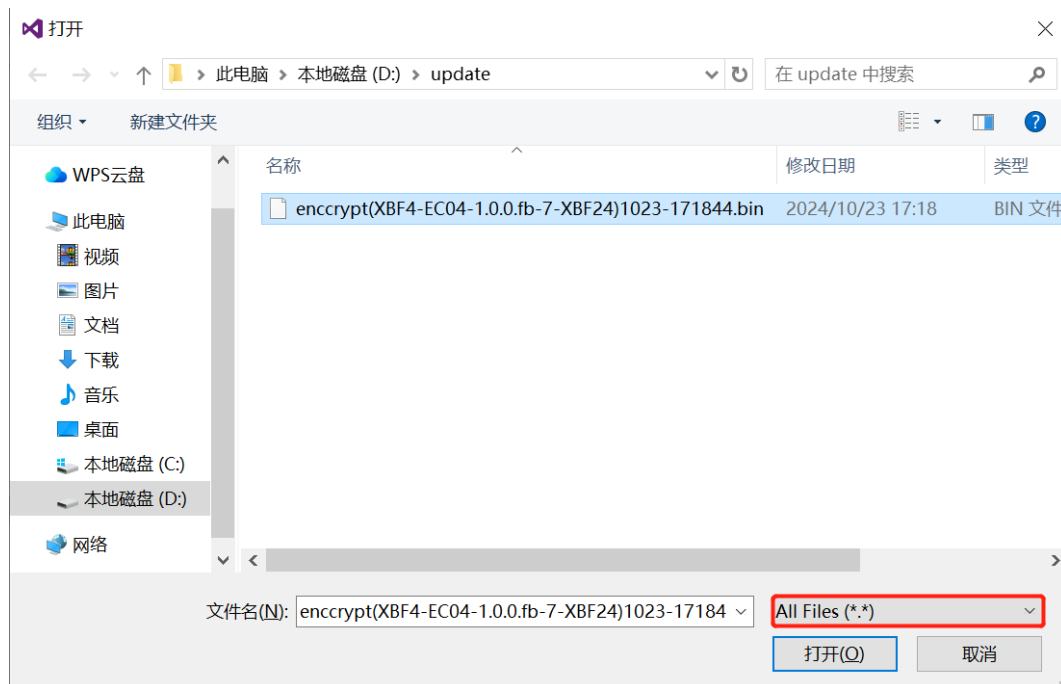 打开
此电脑 本地磁盘 (D:) update 在 update 中搜索
组织 新建文件夹
名称 修改日期 类型
enccrypt(XBF4-EC04-1.0.0.fb-7-XBF24)1023-171844.bin 2024/10/23 17:18 BIN 文件
WPS云盘
此电脑
视频
图片
文档
下载
音乐
桌面
本地磁盘 (C:)
本地磁盘 (D:)
网络
文件名(N): enccrypt(XBF4-EC04-1.0.0.fb-7-XBF24)1023-17184 All Files (*.*)
打开(O) 取消